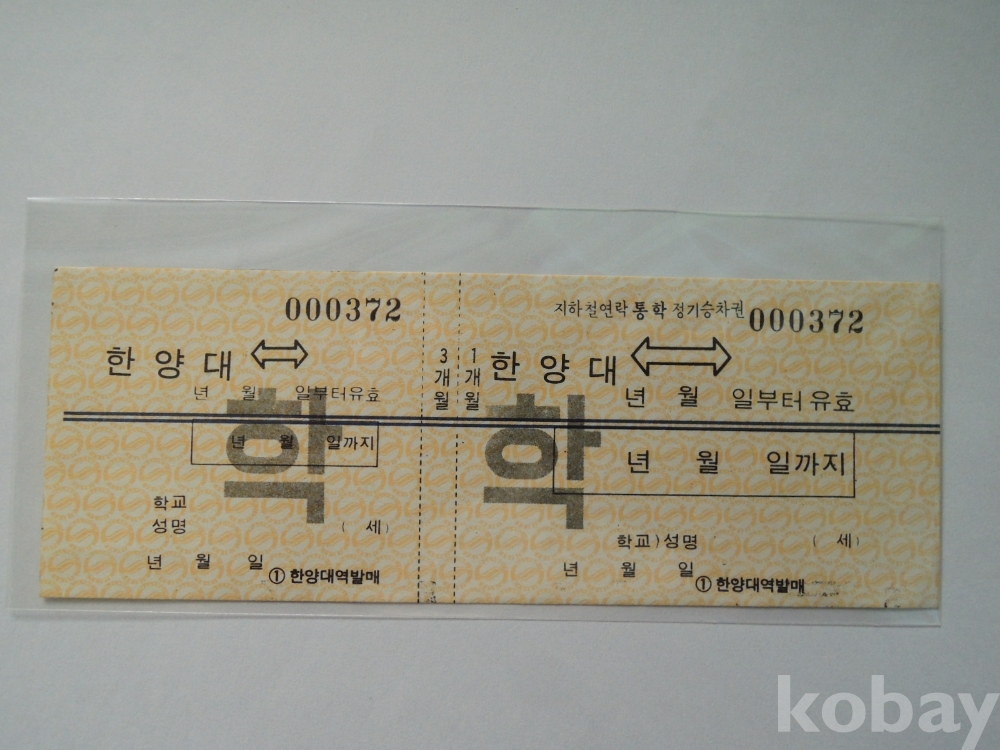 000372
한양대
년 월 일부터유효
년 월 일까지
학
학교
성명 ( 세)
년 월 일
① 한양대역발매
3개월
1개월
지하철연락 통학 정기승차권 000372
한양대
년 월 일부터유효
년 월 일까지
학
학교) 성명 ( 세)
년 월 일
① 한양대역발매
kobay